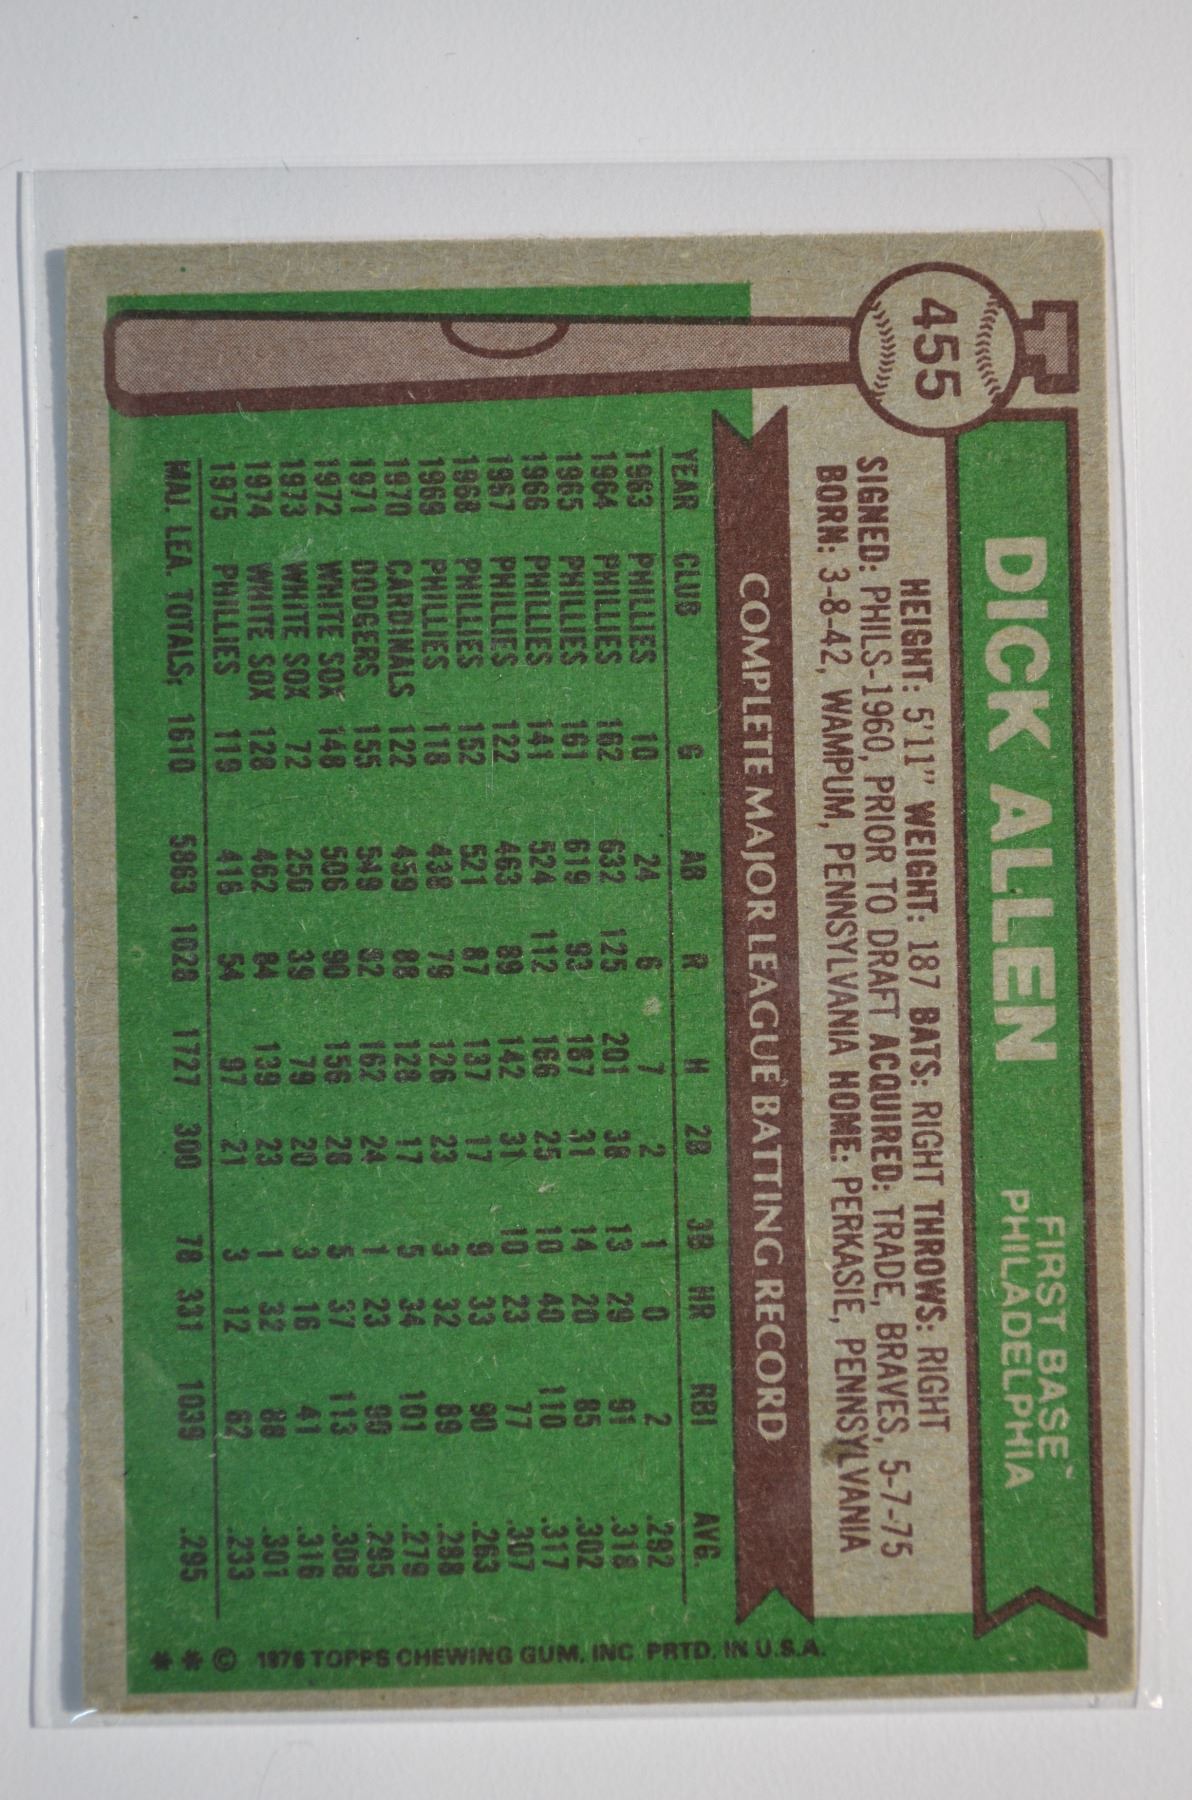 455
DICK ALLEN
FIRST BASE
PHILADELPHIA
HEIGHT: 5'11" WEIGHT: 187 BATS: RIGHT THROWS: RIGHT
SIGNED: PHILS-1960, PRIOR TO DRAFT ACQUIRED: TRADE, BRAVES, 5-7-75
BORN: 3-8-42, WAMPUM, PENNSYLVANIA HOME: PERKASIE, PENNSYLVANIA
COMPLETE MAJOR LEAGUE BATTING RECORD
YEAR CLUB G AB R H 2B 3B HR RBI AVG.
1963 PHILLIES 10 24 6 7 2 1 0 2 .292
1964 PHILLIES 162 632 125 201 38 13 29 91 .318
1965 PHILLIES 161 619 93 187 31 14 20 85 .302
1966 PHILLIES 141 524 112 166 25 10 40 110 .317
1967 PHILLIES 122 463 89 142 31 10 23 77 .307
1968 PHILLIES 152 521 87 137 17 9 33 90 .263
1969 PHILLIES 118 438 79 126 23 3 32 89 .288
1970 CARDINALS 122 459 88 128 17 5 34 101 .279
1971 DODGERS 155 549 82 162 24 1 23 90 .295
1972 WHITE SOX 148 506 90 156 28 5 37 113 .308
1973 WHITE SOX 72 250 39 79 20 3 16 41 .316
1974 WHITE SOX 128 462 84 139 23 1 32 88 .301
1975 PHILLIES 119 416 54 97 21 3 12 62 .233
MAJ. LEA. TOTALS: 1610 5863 1028 1727 300 78 331 1039 .295
* * © 1976 TOPPS CHEWING GUM, INC. PRTD. IN U.S.A.